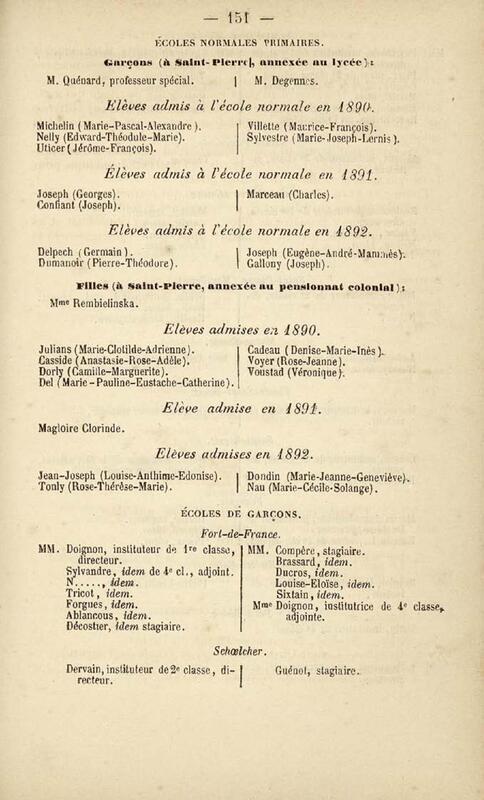 — 151 —
ÉCOLES NORMALES PRIMAIRES.
Garçons (à Saint-Pierre), annexée au lycée):
M. Quénard, professeur spécial.
M. Degennes.
Elèves admis à l'école normale en 1890.
Michelin (Marie-Pascal-Alexandre).
Nelly (Edward-Théodule-Marie).
Uticer (Jérôme-François).
Villette (Maurice-François).
Sylvestre (Marie-Joseph-Lernis).
Élèves admis à l'école normale en 1891.
Joseph (Georges).
Confiant (Joseph).
Marceau (Charles).
Elèves admis à l'école normale en 1892.
Delpech (Germain).
Dumanoir (Pierre-Théodore).
Joseph (Eugène-André-Mammès).
Gallony (Joseph).
Filles (à Saint-Pierre, annexée au pensionnat colonial):
Mme Rembielinska.
Elèves admises en 1890.
Julians (Marie-Clotilde-Adrienne).
Casside (Anastasie-Rose-Adèle).
Dorly (Camille-Marguerite).
Del (Marie-Pauline-Eustache-Catherine).
Cadeau (Denise-Marie-Inès).
Voyer (Rose-Jeanne).
Voustad (Véronique).
Elève admise en 1891.
Magloire Clorinde.
Elèves admises en 1892.
Jean-Joseph (Louise-Anthime-Edonise).
Tonly (Rose-Thérèse-Marie).
Dondin (Marie-Jeanne-Geneviève).
Nau (Marie-Cécile-Solange).
ÉCOLES DE GARÇONS.
Fort-de-France.
MM. Doignon, instituteur de 1re classe,
directeur.
Sylvandre, idem de 4e cl., adjoint.
N....., idem.
Tricot, idem.
Forgues, idem.
Ablancous, idem.
Décostier, idem stagiaire.
MM. Compère, stagiaire.
Brassard, idem.
Ducros, idem.
Louise-Eloïse, idem.
Sixtain, idem.
Mme Doignon, institutrice de 4e classe,
adjointe.
Schœlcher.
Dervain, instituteur de 2e classe, di-
recteur.
Guénot, stagiaire.